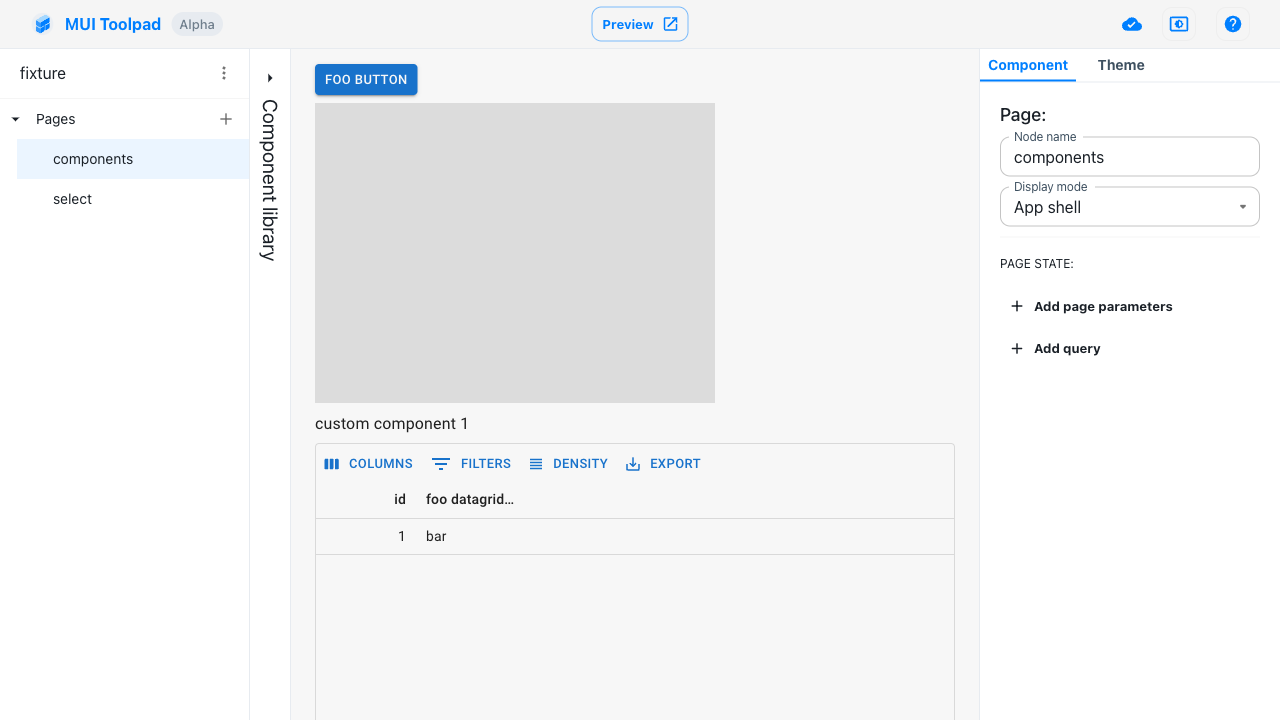 MUI Toolpad
Alpha
Preview
fixture
Pages
components
select
Component library
FOO BUTTON
custom component 1
COLUMNS
FILTERS
DENSITY
EXPORT
id
foo datagrid…
1
bar
Component
Theme
Page:
Node name
components
Display mode
App shell
PAGE STATE:
Add page parameters
Add query